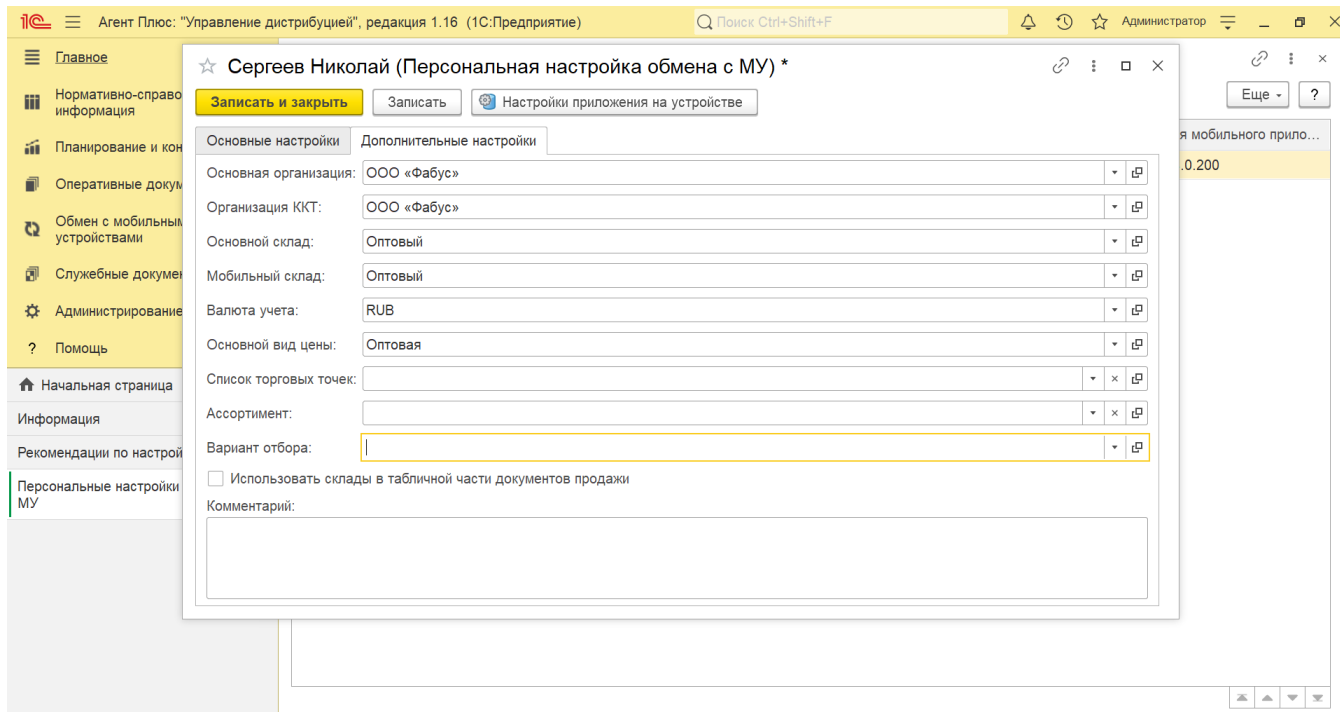 1С Агент Плюс: "Управление дистрибуцией", редакция 1.16 (1С:Предприятие) Поиск Ctrl+Shift+F Администратор
Главное
Нормативно-справо
информация
Планирование и кон
Оперативные докум
Обмен с мобильным
устройствами
Служебные докумен
Администрирование
? Помощь
Начальная страница
Информация
Рекомендации по настрой
Персональные настройки
МУ
Сергеев Николай (Персональная настройка обмена с МУ) *
Записать и закрыть Записать Настройки приложения на устройстве
Основные настройки Дополнительные настройки
Основная организация: ООО «Фабус»
Организация ККТ: ООО «Фабус»
Основной склад: Оптовый
Мобильный склад: Оптовый
Валюта учета: RUB
Основной вид цены: Оптовая
Список торговых точек:
Ассортимент:
Вариант отбора:
Использовать склады в табличной части документов продажи
Комментарий:
Еще ?
я мобильного прило...
.0.200